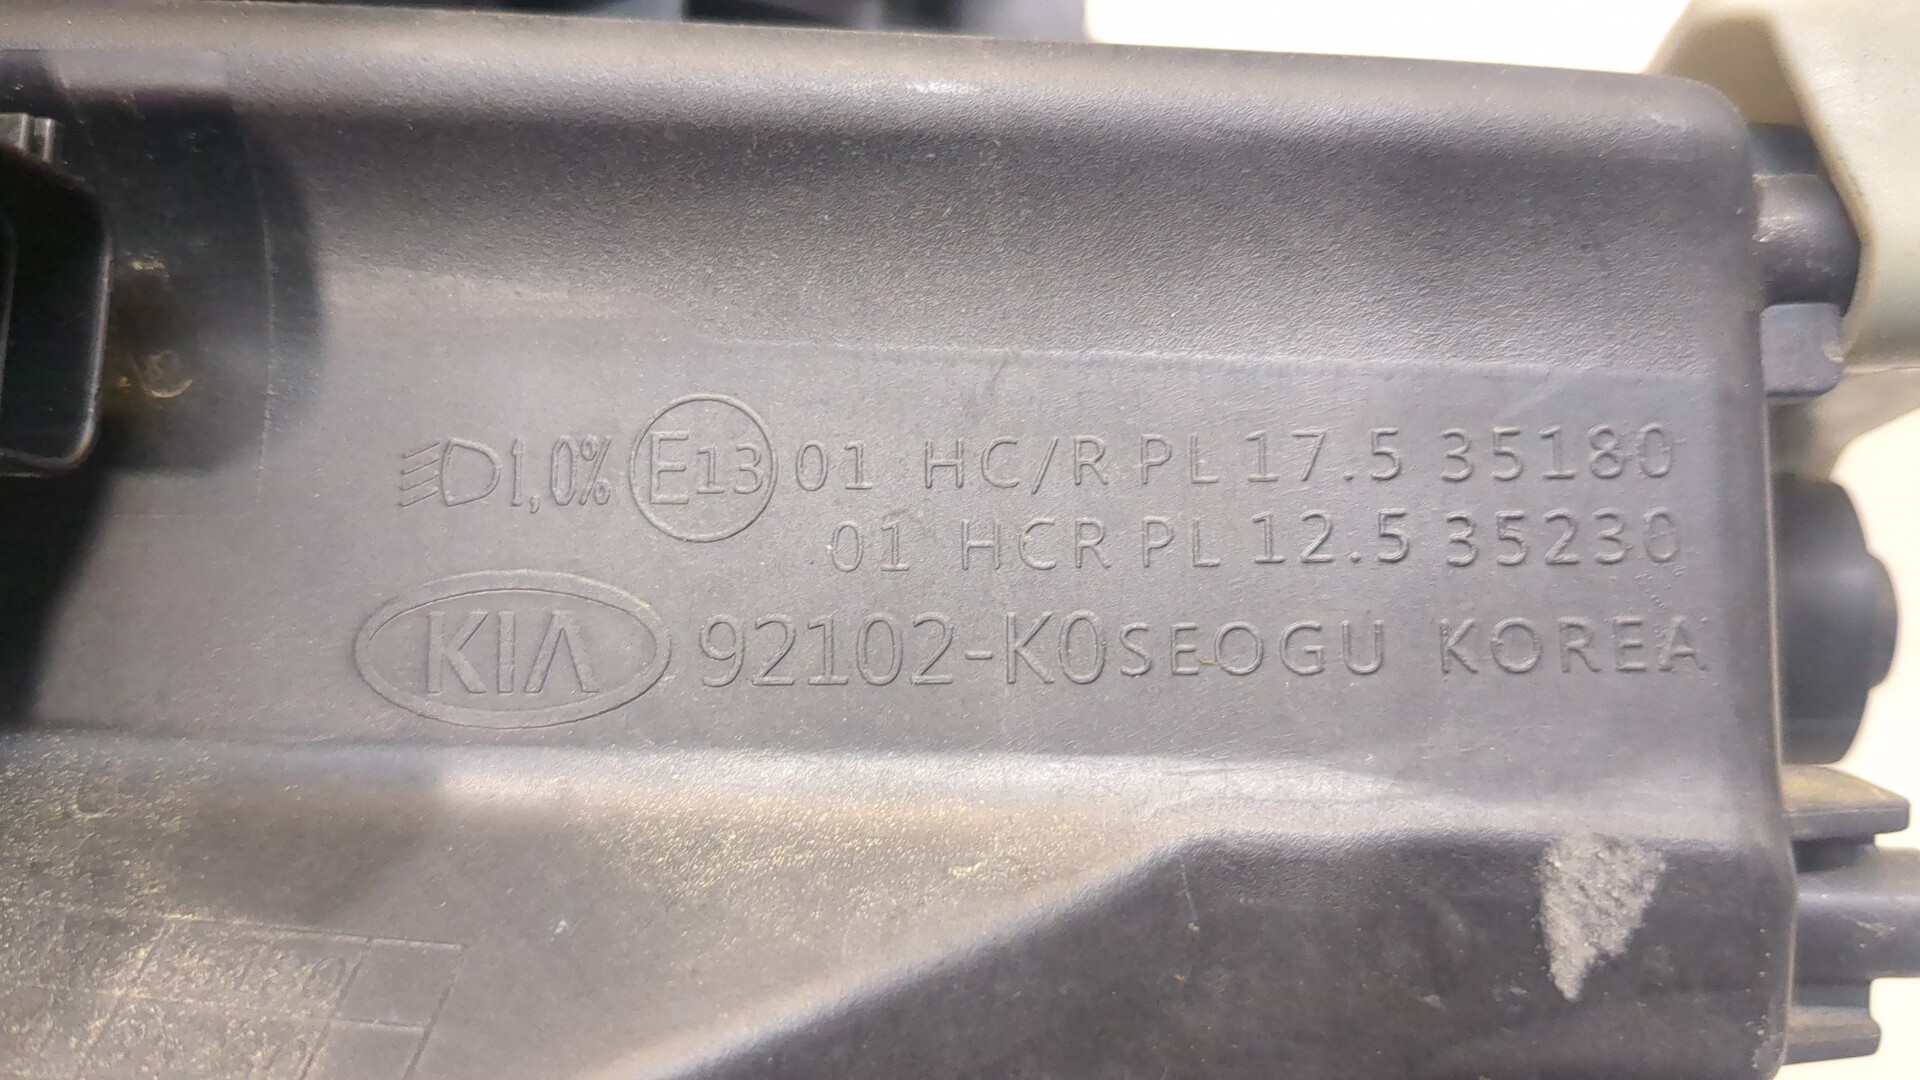 1,0% E13 01 HC/R PL 17.5 35180
01 HCR PL 12.5 35230
KIA 92102-K0 SEOGU KOREA